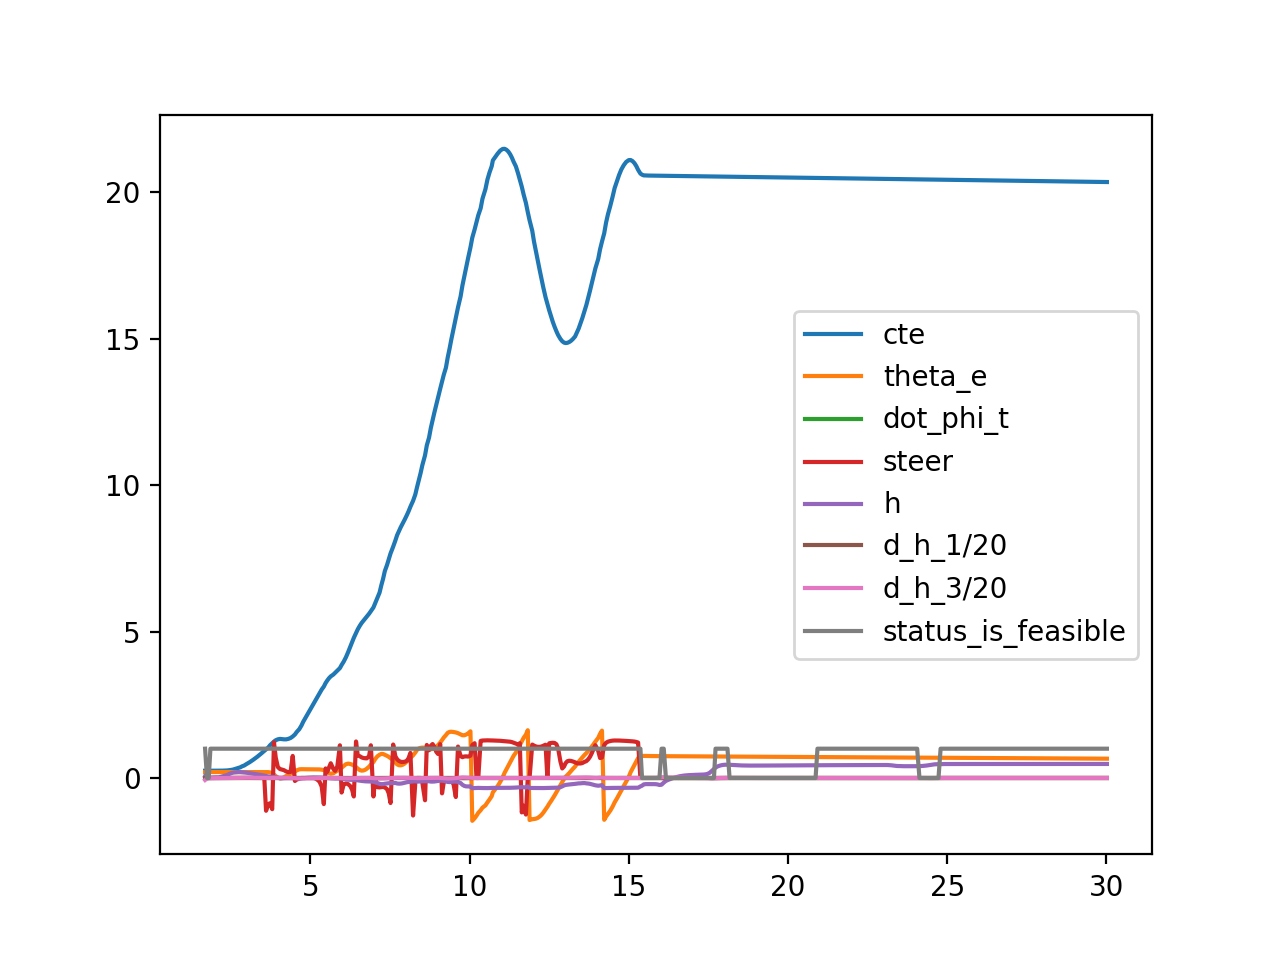 20
15
10
5
0
cte
theta_e
dot_phi_t
steer
h
d_h_1/20
d_h_3/20
status_is_feasible
5 10 15 20 25 30